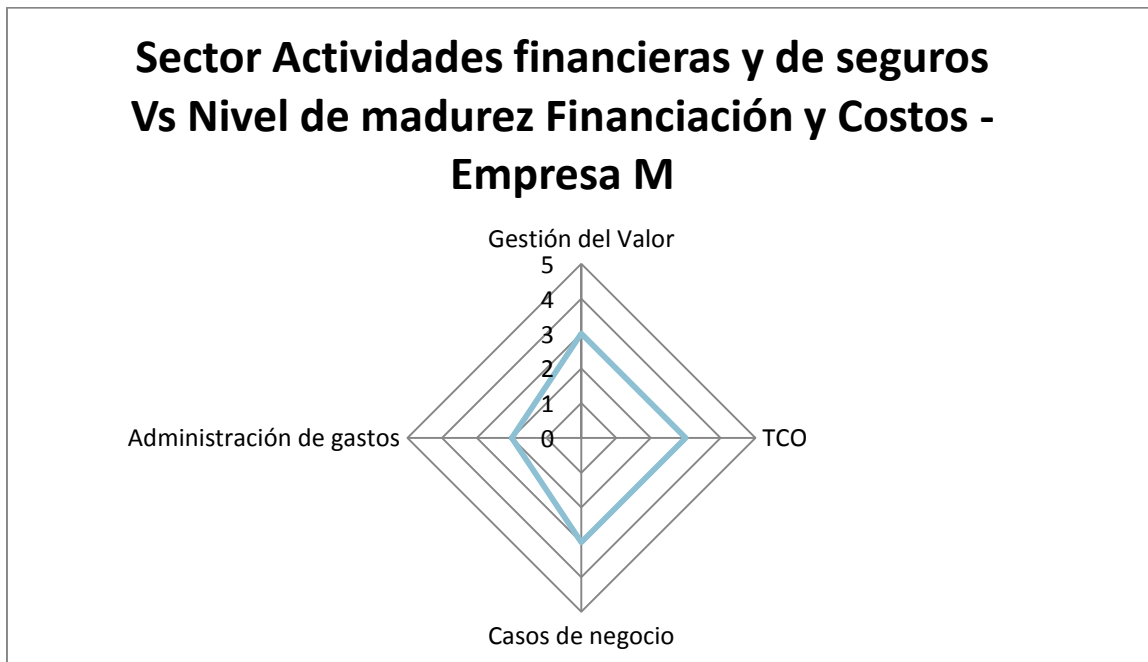 Sector Actividades financieras y de seguros
Vs Nivel de madurez Financiación y Costos -
Empresa M
Gestión del Valor
5
4
3
2
1
0
Administración de gastos
TCO
Casos de negocio